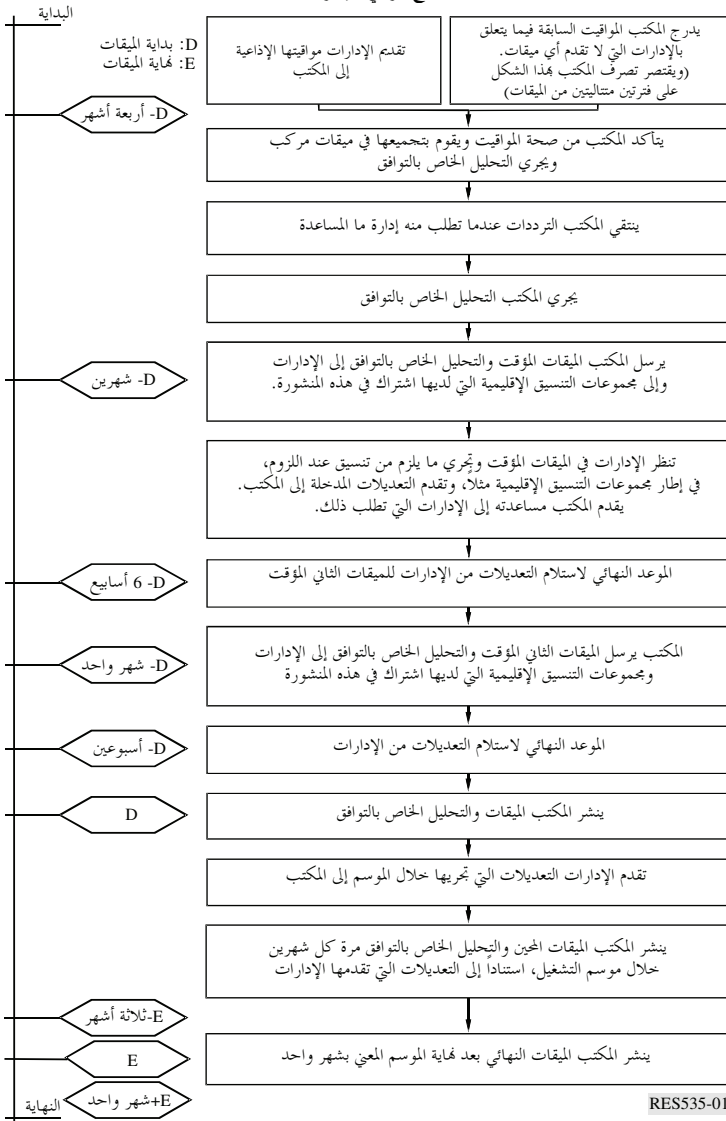 البداية
D: بداية الميقات
E: نهاية الميقات
تقديم الإدارات مواقيتها الإذاعية
إلى المكتب
يدرج المكتب المواقيت السابقة فيما يتعلق
بالإدارات التي لا تقدم أي ميقات.
(ويقتصر تصرف المكتب بهذا الشكل
على فترتين متتاليتين من الميقات)
D- أربعة أشهر
يتأكد المكتب من صحة المواقيت ويقوم بتجميعها في ميقات مركب
ويجري التحليل الخاص بالتوافق
ينتقي المكتب الترددات عندما تطلب منه إدارة ما المساعدة
يجري المكتب التحليل الخاص بالتوافق
D- شهرين
يرسل المكتب الميقات المؤقت والتحليل الخاص بالتوافق إلى الإدارات
وإلى مجموعات التنسيق الإقليمية التي لديها اشتراك في هذه المنشورة.
تنظر الإدارات في الميقات المؤقت وتجري ما يلزم من تنسيق عند اللزوم،
في إطار مجموعات التنسيق الإقليمية مثلاً، وتقدم التعديلات المدخلة إلى المكتب.
يقدم المكتب مساعدته إلى الإدارات التي تطلب ذلك.
D- 6 أسابيع
الموعد النهائي لاستلام التعديلات من الإدارات للميقات الثاني المؤقت
D- شهر واحد
المكتب يرسل الميقات الثاني المؤقت والتحليل الخاص بالتوافق إلى الإدارات
ومجموعات التنسيق الإقليمية التي لديها اشتراك في هذه المنشورة
D- أسبوعين
الموعد النهائي لاستلام التعديلات من الإدارات
D
ينشر المكتب الميقات والتحليل الخاص بالتوافق
تقدم الإدارات التعديلات التي تجريها خلال الموسم إلى المكتب
ينشر المكتب الميقات المحين والتحليل الخاص بالتوافق مرة كل شهرين
خلال موسم التشغيل، استناداً إلى التعديلات التي تقدمها الإدارات
E-ثلاثة أشهر
E
ينشر المكتب الميقات النهائي بعد نهاية الموسم المعني بشهر واحد
E+شهر واحد
النهاية
RES535-01